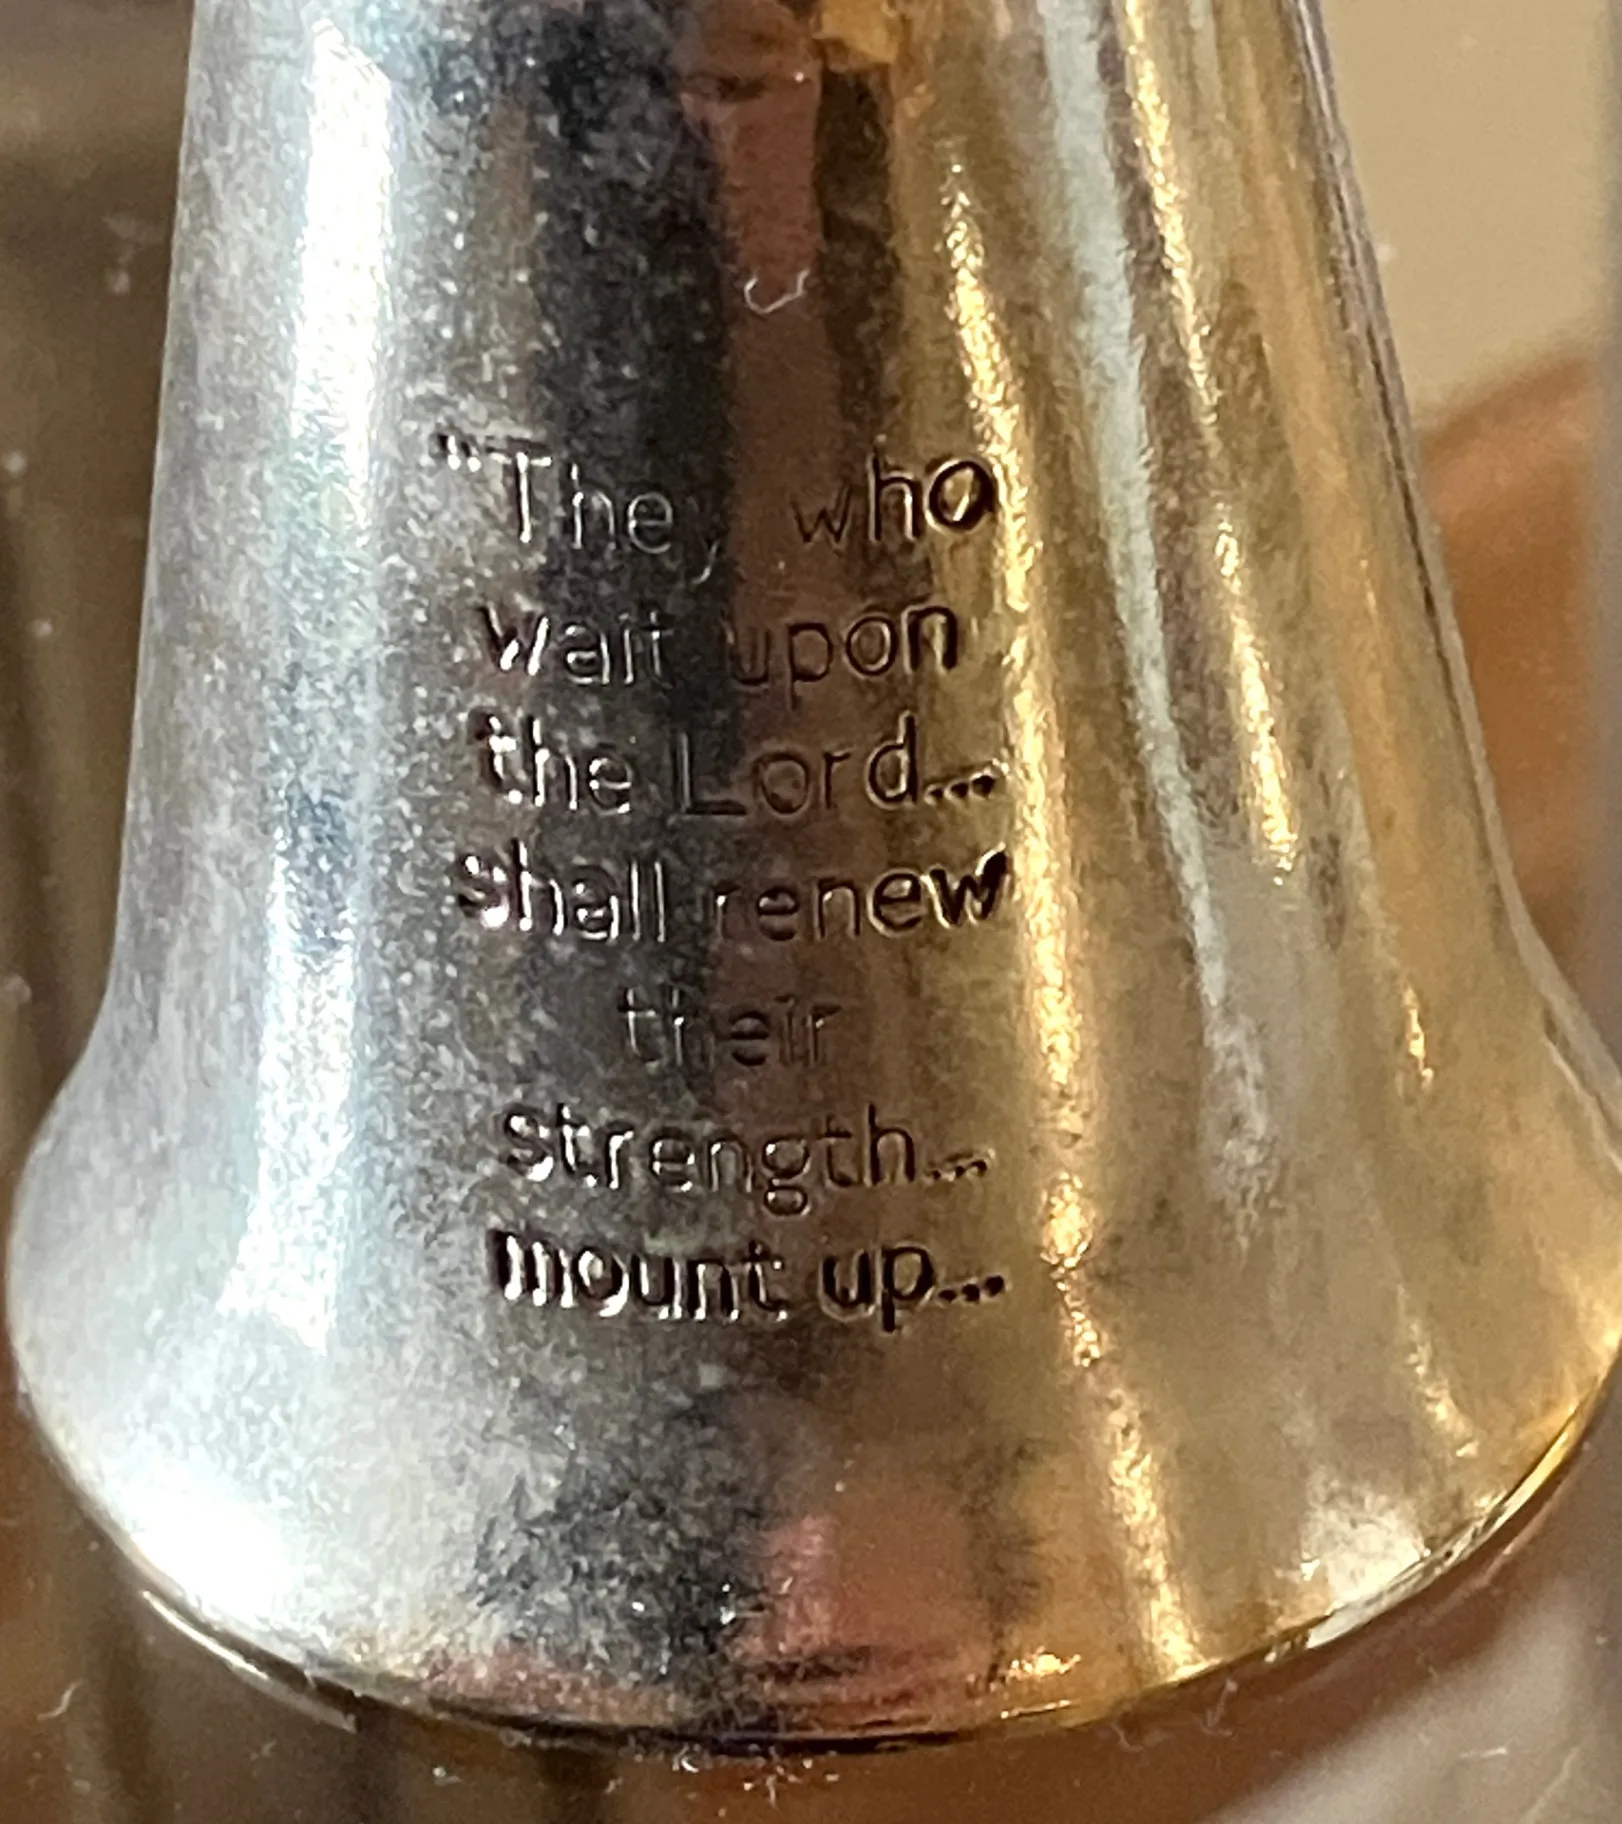 "They who
wait upon
the Lord...
shall renew
their
strength...
mount up...